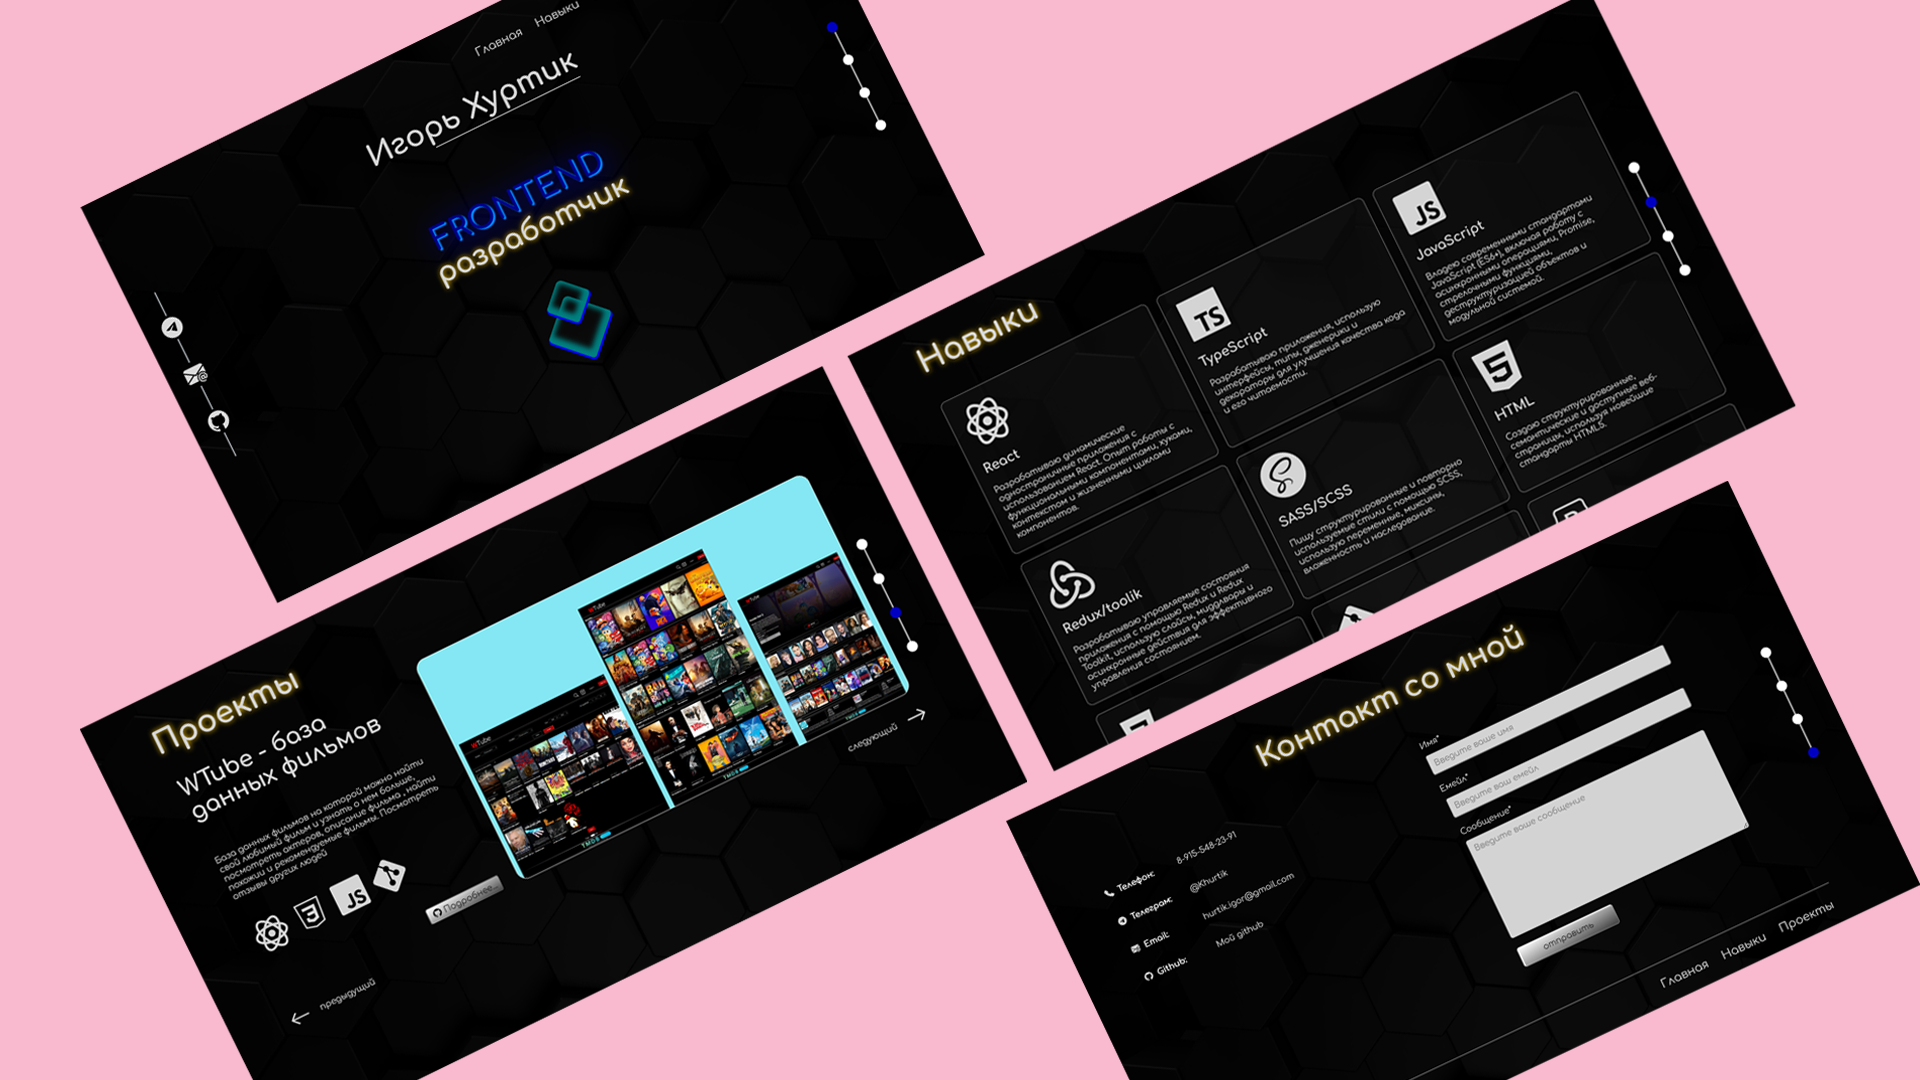 Главная
Навыки
Игорь Хуртик
FRONTEND
разработчик
Навыки
React
Разрабатываю динамические
одностраничные приложения с
использованием React. Опыт работы с
функциональными компонентами, хуками,
контекстом и жизненными циклами
компонентов.
TS
TypeScript
Разрабатываю приложения, использую
интерфейсы, типы, дженерики и
декораторы для улучшения качества кода
и его читаемости.
JS
JavaScript
Владею современными стандартами
JavaScript (ES6+), включая работу с
асинхронными операциями, Promise,
стрелочными функциями,
деструктуризацией объектов и
модульной системой.
Redux/toolik
Разрабатываю управляемые состояния
приложения с помощью Redux и Redux
Toolkit, использую слайсы, миддлвары и
асинхронные действия для эффективного
управления состоянием.
SASS/SCSS
Пишу структурированные и повторно
используемые стили с помощью SCSS,
использую переменные, миксины,
вложенность и наследование.
HTML
Создаю структурированные,
семантические и доступные веб-
страницы, используя новейшие
стандарты HTML5.
Проекты
WTube - база
данных фильмов
База данных фильмов на которой можно найти
свой любимый фильм и узнать о нем больше,
посмотреть актеров, описание фильма , найти
похожии и рекомендуемые фильмы. Посмотреть
отзывы других людей
JS
Подробнее...
предыдущий
следующий
WTube
WTube
WTube
Контакт со мной
Телефон:
8-915-548-23-91
Телеграм:
@Khurtik
Email:
hurtik.igor@gmail.com
Github:
Мой github
Имя*
Введите ваше имя
Емейл*
Введите ваш емейл
Сообщение*
Введите ваше сообщение
отправить
Главная
Навыки
Проекты